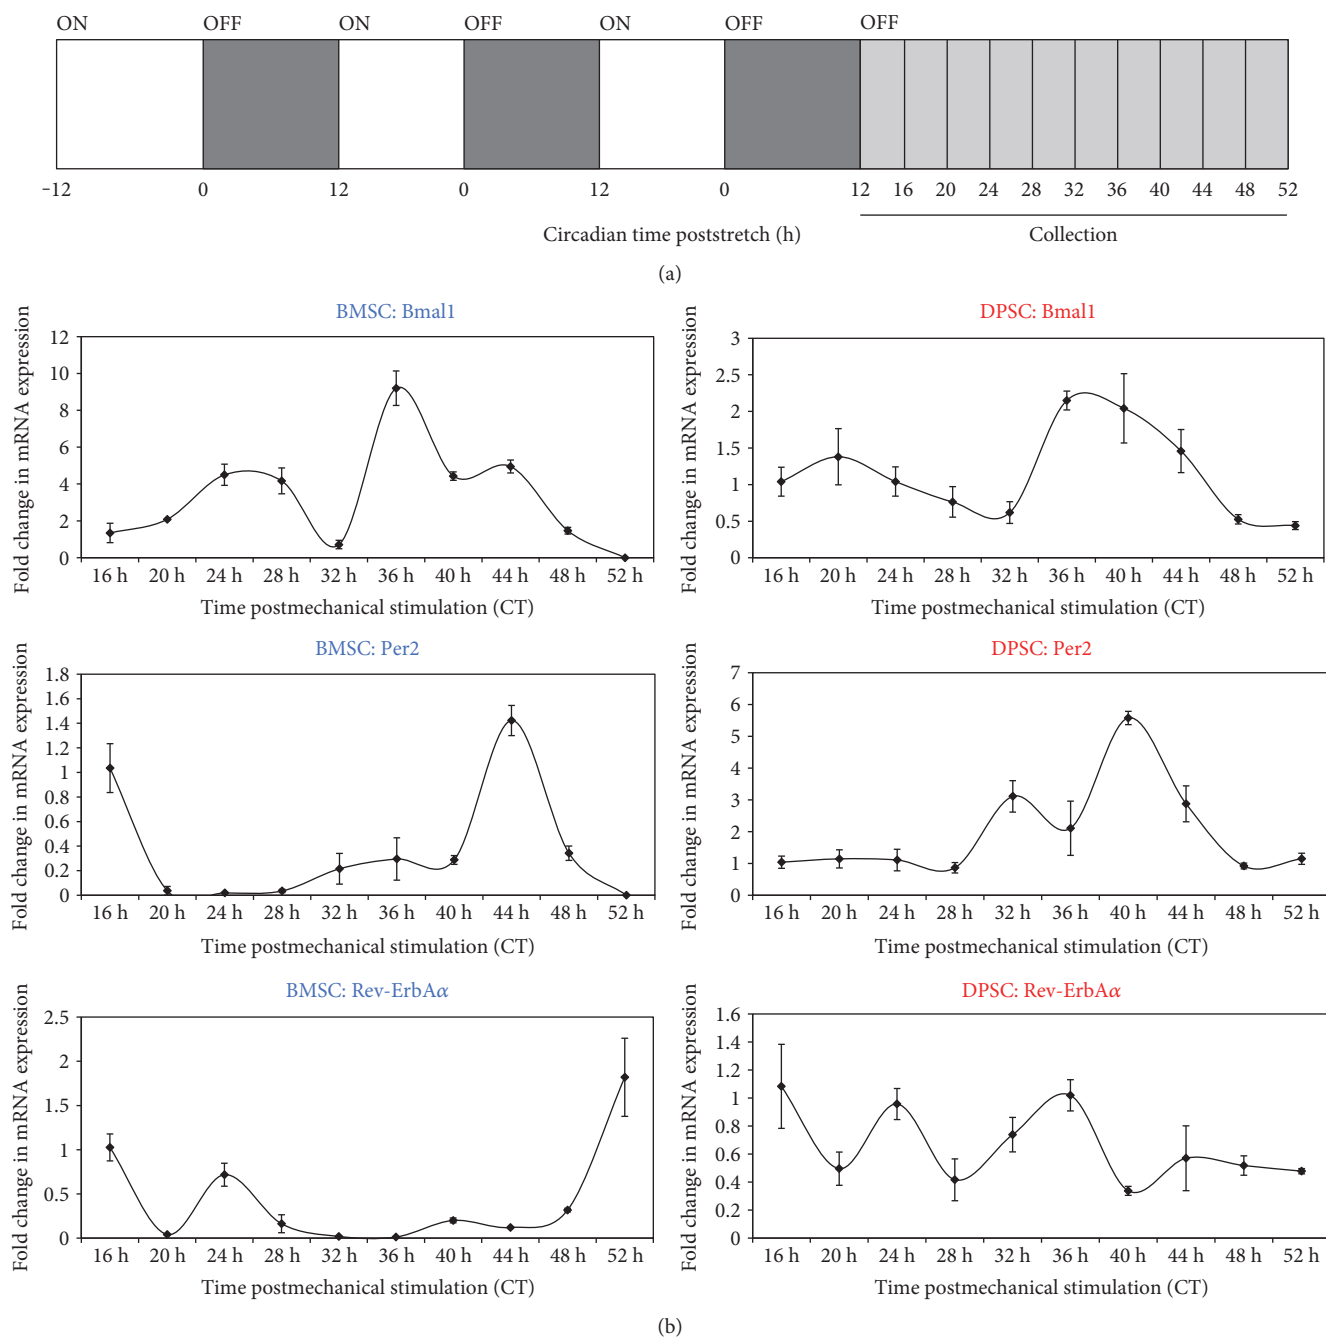 ON OFF ON OFF ON OFF OFF
-12 0 12 0 12 0 12 16 20 24 28 32 36 40 44 48 52
Circadian time poststretch (h) Collection
(a)
BMSC: Bmal1
Fold change in mRNA expression
12
10
8
6
4
2
0
16 h 20 h 24 h 28 h 32 h 36 h 40 h 44 h 48 h 52 h
Time postmechanical stimulation (CT)
DPSC: Bmal1
Fold change in mRNA expression
3
2.5
2
1.5
1
0.5
0
16 h 20 h 24 h 28 h 32 h 36 h 40 h 44 h 48 h 52 h
Time postmechanical stimulation (CT)
BMSC: Per2
Fold change in mRNA expression
1.8
1.6
1.4
1.2
1
0.8
0.6
0.4
0.2
0
16 h 20 h 24 h 28 h 32 h 36 h 40 h 44 h 48 h 52 h
Time postmechanical stimulation (CT)
DPSC: Per2
Fold change in mRNA expression
7
6
5
4
3
2
1
0
16 h 20 h 24 h 28 h 32 h 36 h 40 h 44 h 48 h 52 h
Time postmechanical stimulation (CT)
BMSC: Rev-ErbAα
Fold change in mRNA expression
2.5
2
1.5
1
0.5
0
16 h 20 h 24 h 28 h 32 h 36 h 40 h 44 h 48 h 52 h
Time postmechanical stimulation (CT)
DPSC: Rev-ErbAα
Fold change in mRNA expression
1.6
1.4
1.2
1
0.8
0.6
0.4
0.2
0
16 h 20 h 24 h 28 h 32 h 36 h 40 h 44 h 48 h 52 h
Time postmechanical stimulation (CT)
(b)